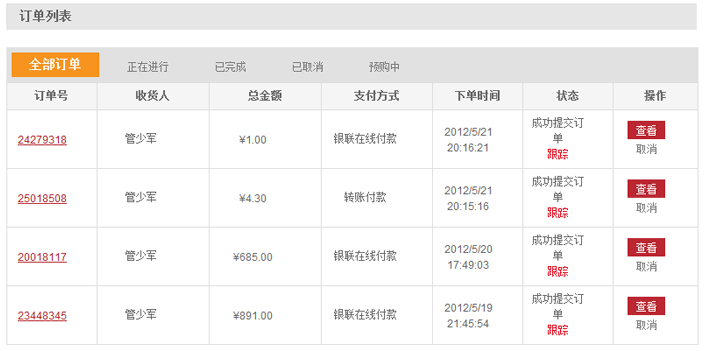 订单列表
全部订单 正在进行 已完成 已取消 预购中
订单号 收货人 总金额 支付方式 下单时间 状态 操作
24279318 管少军 ¥1.00 银联在线付款 2012/5/21 20:16:21 成功提交订单 跟踪 查看 取消
25018508 管少军 ¥4.30 转账付款 2012/5/21 20:15:16 成功提交订单 跟踪 查看 取消
20018117 管少军 ¥685.00 银联在线付款 2012/5/20 17:49:03 成功提交订单 跟踪 查看 取消
23448345 管少军 ¥891.00 银联在线付款 2012/5/19 21:45:54 成功提交订单 跟踪 查看 取消